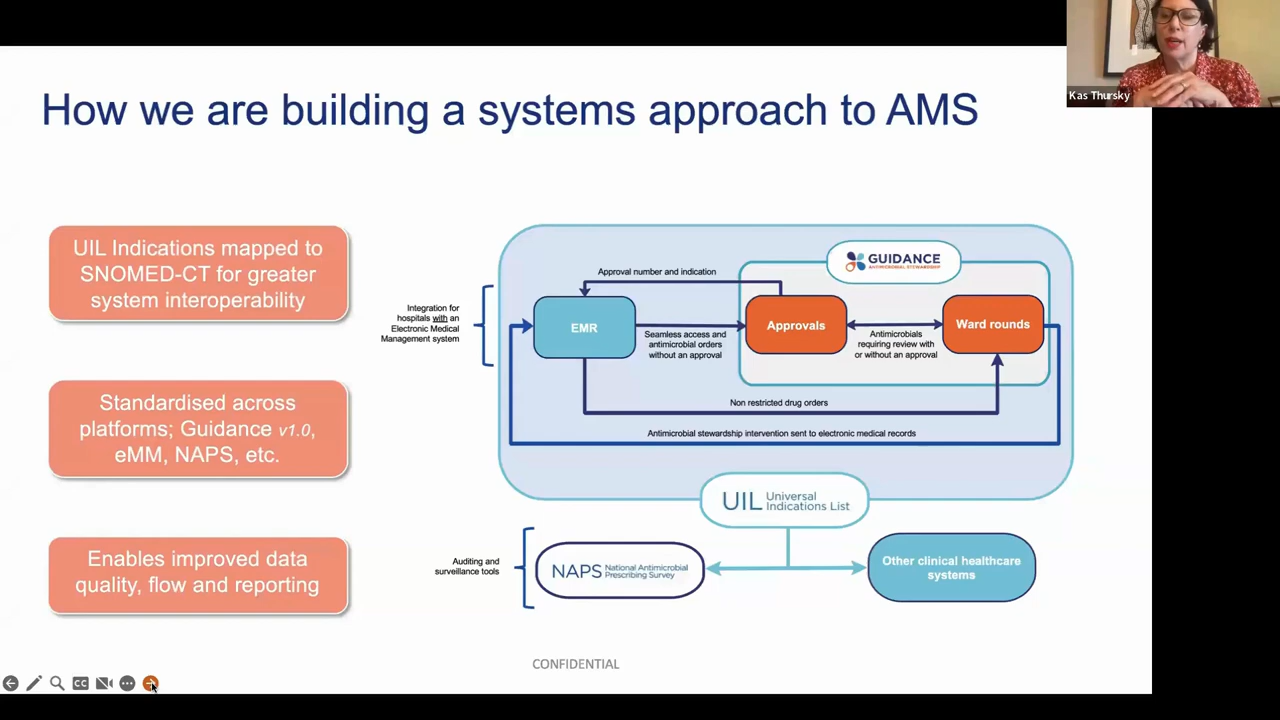 Kas Thursky
How we are building a systems approach to AMS
UIL Indications mapped to
SNOMED-CT for greater
system interoperability
Standardised across
platforms; Guidance v1.0,
eMM, NAPS, etc.
Enables improved data
quality, flow and reporting
Integration for
hospitals with an
Electronic Medical
Management system
GUIDANCE
ANTIMICROBIAL STEWARDSHIP
Approval number and indication
EMR
Seamless access and
antimicrobial orders
without an approval
Approvals
Antimicrobials
requiring review with
or without an approval
Ward rounds
Non restricted drug orders
Antimicrobial stewardship intervention sent to electronic medical records
UIL Universal
Indications List
Auditing and
surveillance tools
NAPS National Antimicrobial
Prescribing Survey
Other clinical healthcare
systems
CONFIDENTIAL
CC